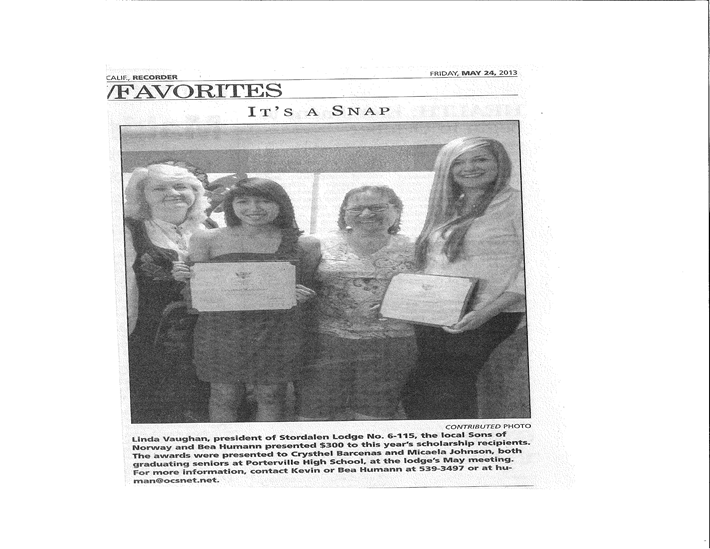 CALIF., RECORDER
FRIDAY, MAY 24, 2013
/FAVORITES
IT'S A SNAP
CONTRIBUTED PHOTO
Linda Vaughan, president of Stordalen Lodge No. 6-115, the local Sons of
Norway and Bea Humann presented $300 to this year's scholarship recipients.
The awards were presented to Crysthel Barcenas and Micaela Johnson, both
graduating seniors at Porterville High School, at the lodge's May meeting.
For more information, contact Kevin or Bea Humann at 539-3497 or at hu-
man@ocsnet.net.